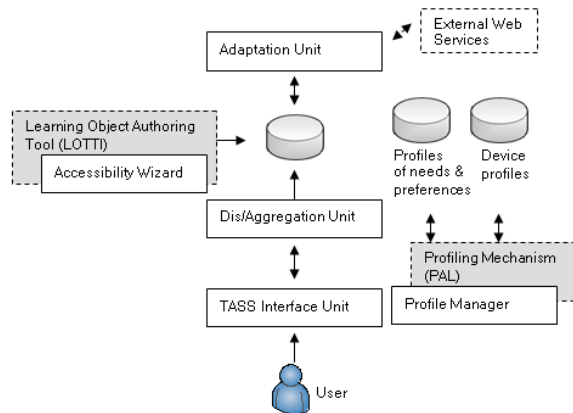 External Web
Services
Adaptation Unit
Learning Object Authoring
Tool (LOTTI)
Accessibility Wizard
Profiles
of needs &
preferences
Device
profiles
Dis/Aggregation Unit
Profiling Mechanism
(PAL)
TASS Interface Unit
Profile Manager
User